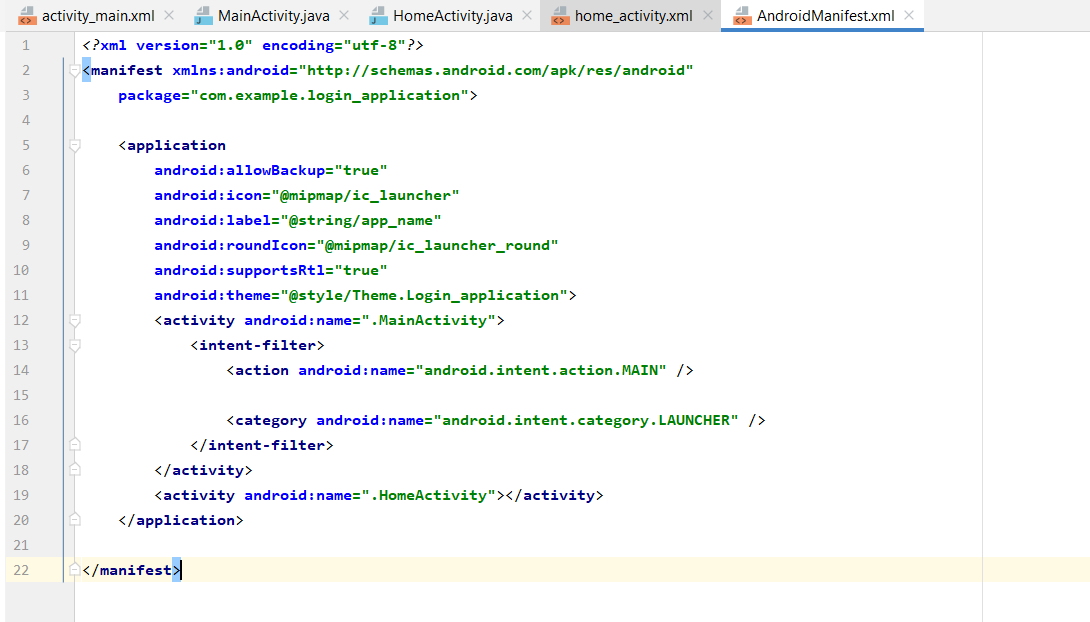 activity_main.xml MainActivity.java HomeActivity.java home_activity.xml AndroidManifest.xml
1 <?xml version="1.0" encoding="utf-8"?>
2 <manifest xmlns:android="http://schemas.android.com/apk/res/android"
3     package="com.example.login_application">
4
5     <application
6         android:allowBackup="true"
7         android:icon="@mipmap/ic_launcher"
8         android:label="@string/app_name"
9         android:roundIcon="@mipmap/ic_launcher_round"
10         android:supportsRtl="true"
11         android:theme="@style/Theme.Login_application">
12         <activity android:name=".MainActivity">
13             <intent-filter>
14                 <action android:name="android.intent.action.MAIN" />
15
16                 <category android:name="android.intent.category.LAUNCHER" />
17             </intent-filter>
18         </activity>
19         <activity android:name=".HomeActivity"></activity>
20     </application>
21
22 </manifest>